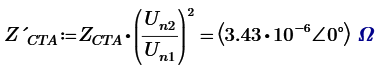 Z´CTA := ZCTA • (Un2 / Un1)² = (3.43 • 10⁻⁶∠0°) Ω